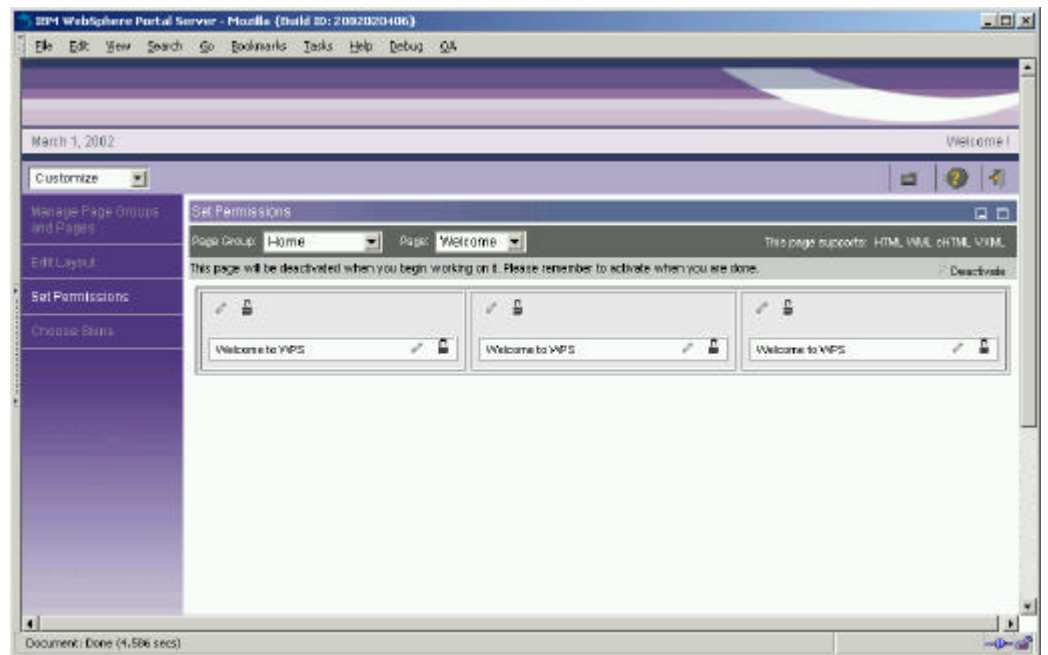 IBM WebSphere Portal Server - Mozilla {Build ID: 2002020406}
File Edit View Search Go Bookmarks Tasks Help Debug QA
March 1, 2002
Welcome !
Customize
Manage Page Groups and Pages
Edit Layout
Set Permissions
Choose Skins
Set Permissions
Page Group: Home Page: Welcome This page supports: HTML, WML, cHTML, VXML,
This page will be deactivated when you begin working on it. Please remember to activate when you are done. Deactivate
Welcome to WPS Welcome to WPS Welcome to WPS
Document: Done (4.586 secs)